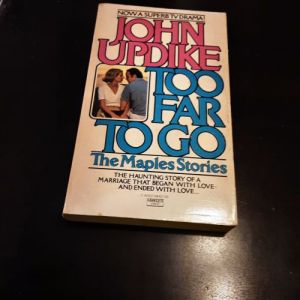 NOW A SUPERB TV DRAMA!
JOHN
UPDIKE
TOO
FAR
TO GO
The Maples Stories
THE HAUNTING STORY OF A
MARRIAGE THAT BEGAN WITH LOVE
AND ENDED WITH LOVE...
FAWCETT